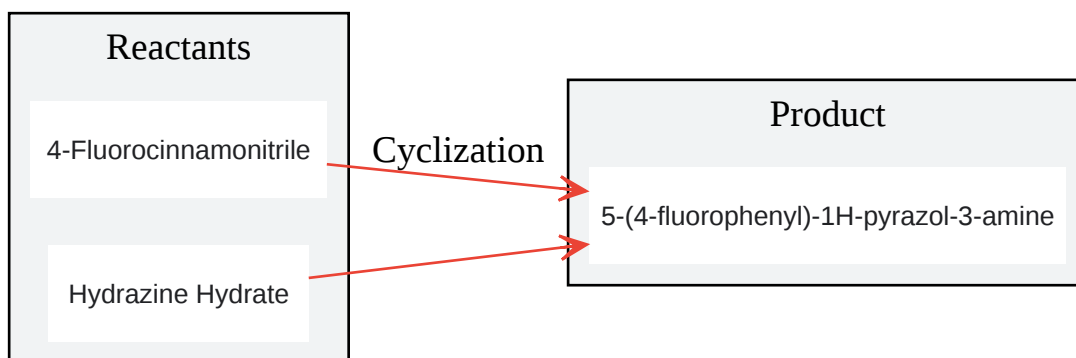 Reactants
4-Fluorocinnamonitrile
Hydrazine Hydrate
Cyclization
Product
5-(4-fluorophenyl)-1H-pyrazol-3-amine